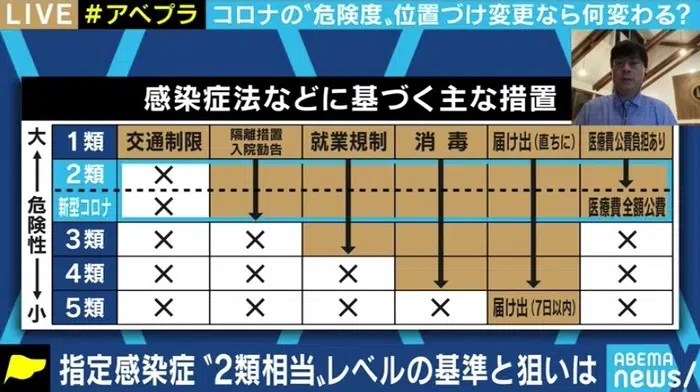 LIVE #アベプラ コロナの〝危険度〟位置づけ変更なら何変わる?
感染症法などに基づく主な措置
大
危険性
小
1類 交通制限 隔離措置 入院勧告 就業規制 消毒 届け出(直ちに) 医療費公費負担あり
2類 ×
新型コロナ × 医療費全額公費
3類 × × ×
4類 × × × ×
5類 × × × × 届け出(7日以内) ×
指定感染症〝2類相当〟レベルの基準と狙いは
ABEMA
NEWS